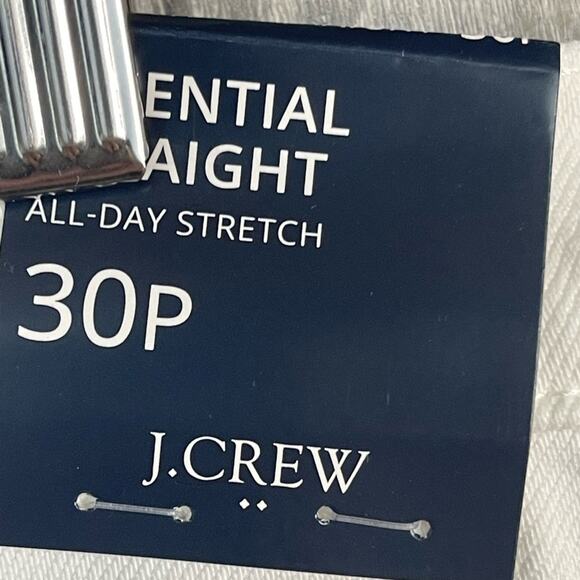 ENTIAL
AIGHT
ALL-DAY STRETCH
30P
J.CREW